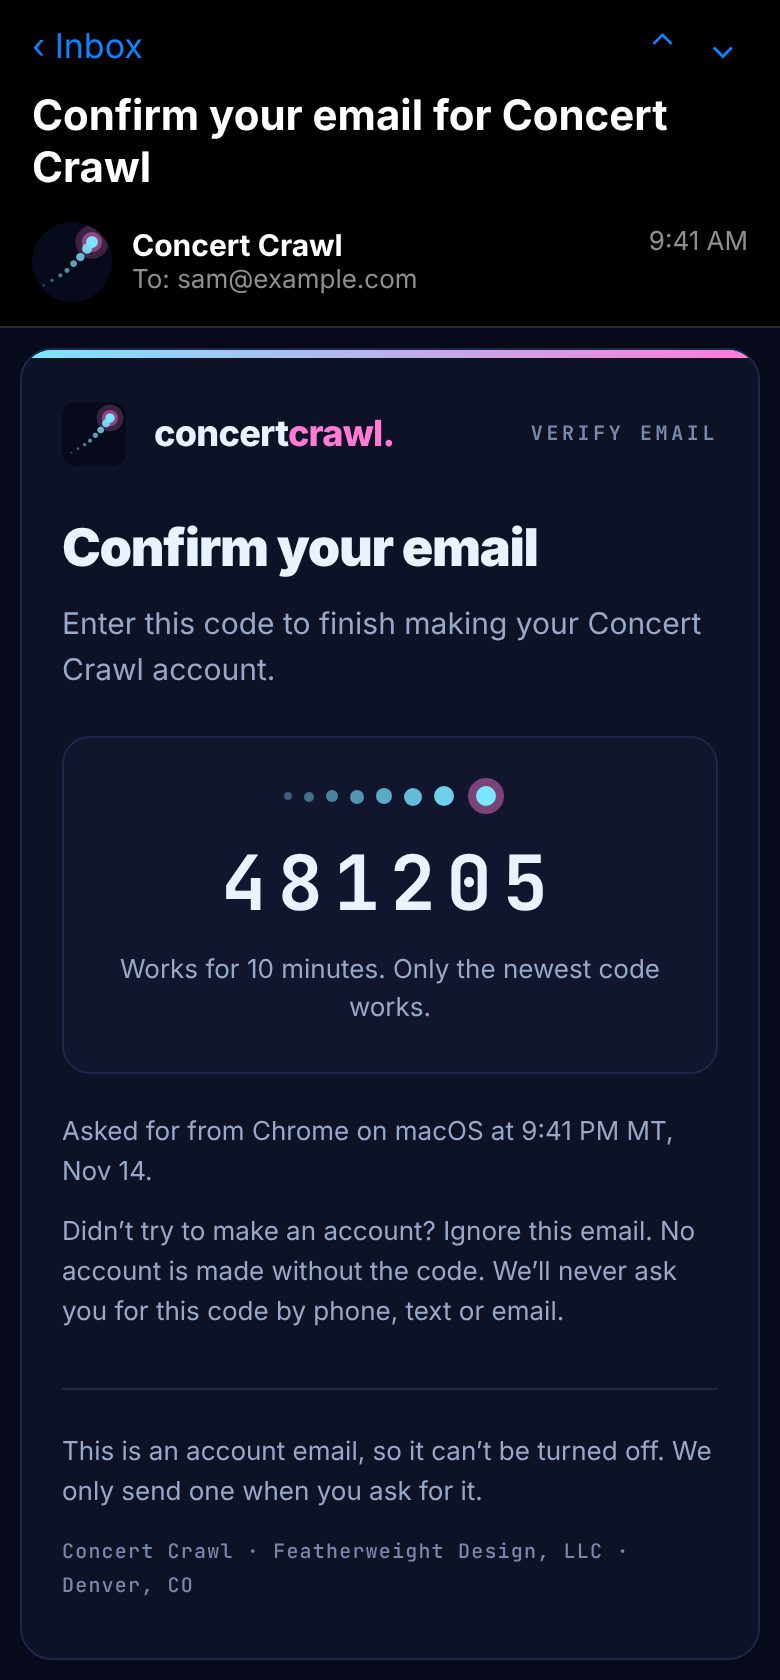 ‹ Inbox
Confirm your email for Concert
Crawl
Concert Crawl
9:41 AM
To: sam@example.com
concertcrawl.
VERIFY EMAIL
Confirm your email
Enter this code to finish making your Concert
Crawl account.
481205
Works for 10 minutes. Only the newest code
works.
Asked for from Chrome on macOS at 9:41 PM MT,
Nov 14.
Didn’t try to make an account? Ignore this email. No
account is made without the code. We’ll never ask
you for this code by phone, text or email.
This is an account email, so it can’t be turned off. We
only send one when you ask for it.
Concert Crawl · Featherweight Design, LLC ·
Denver, CO